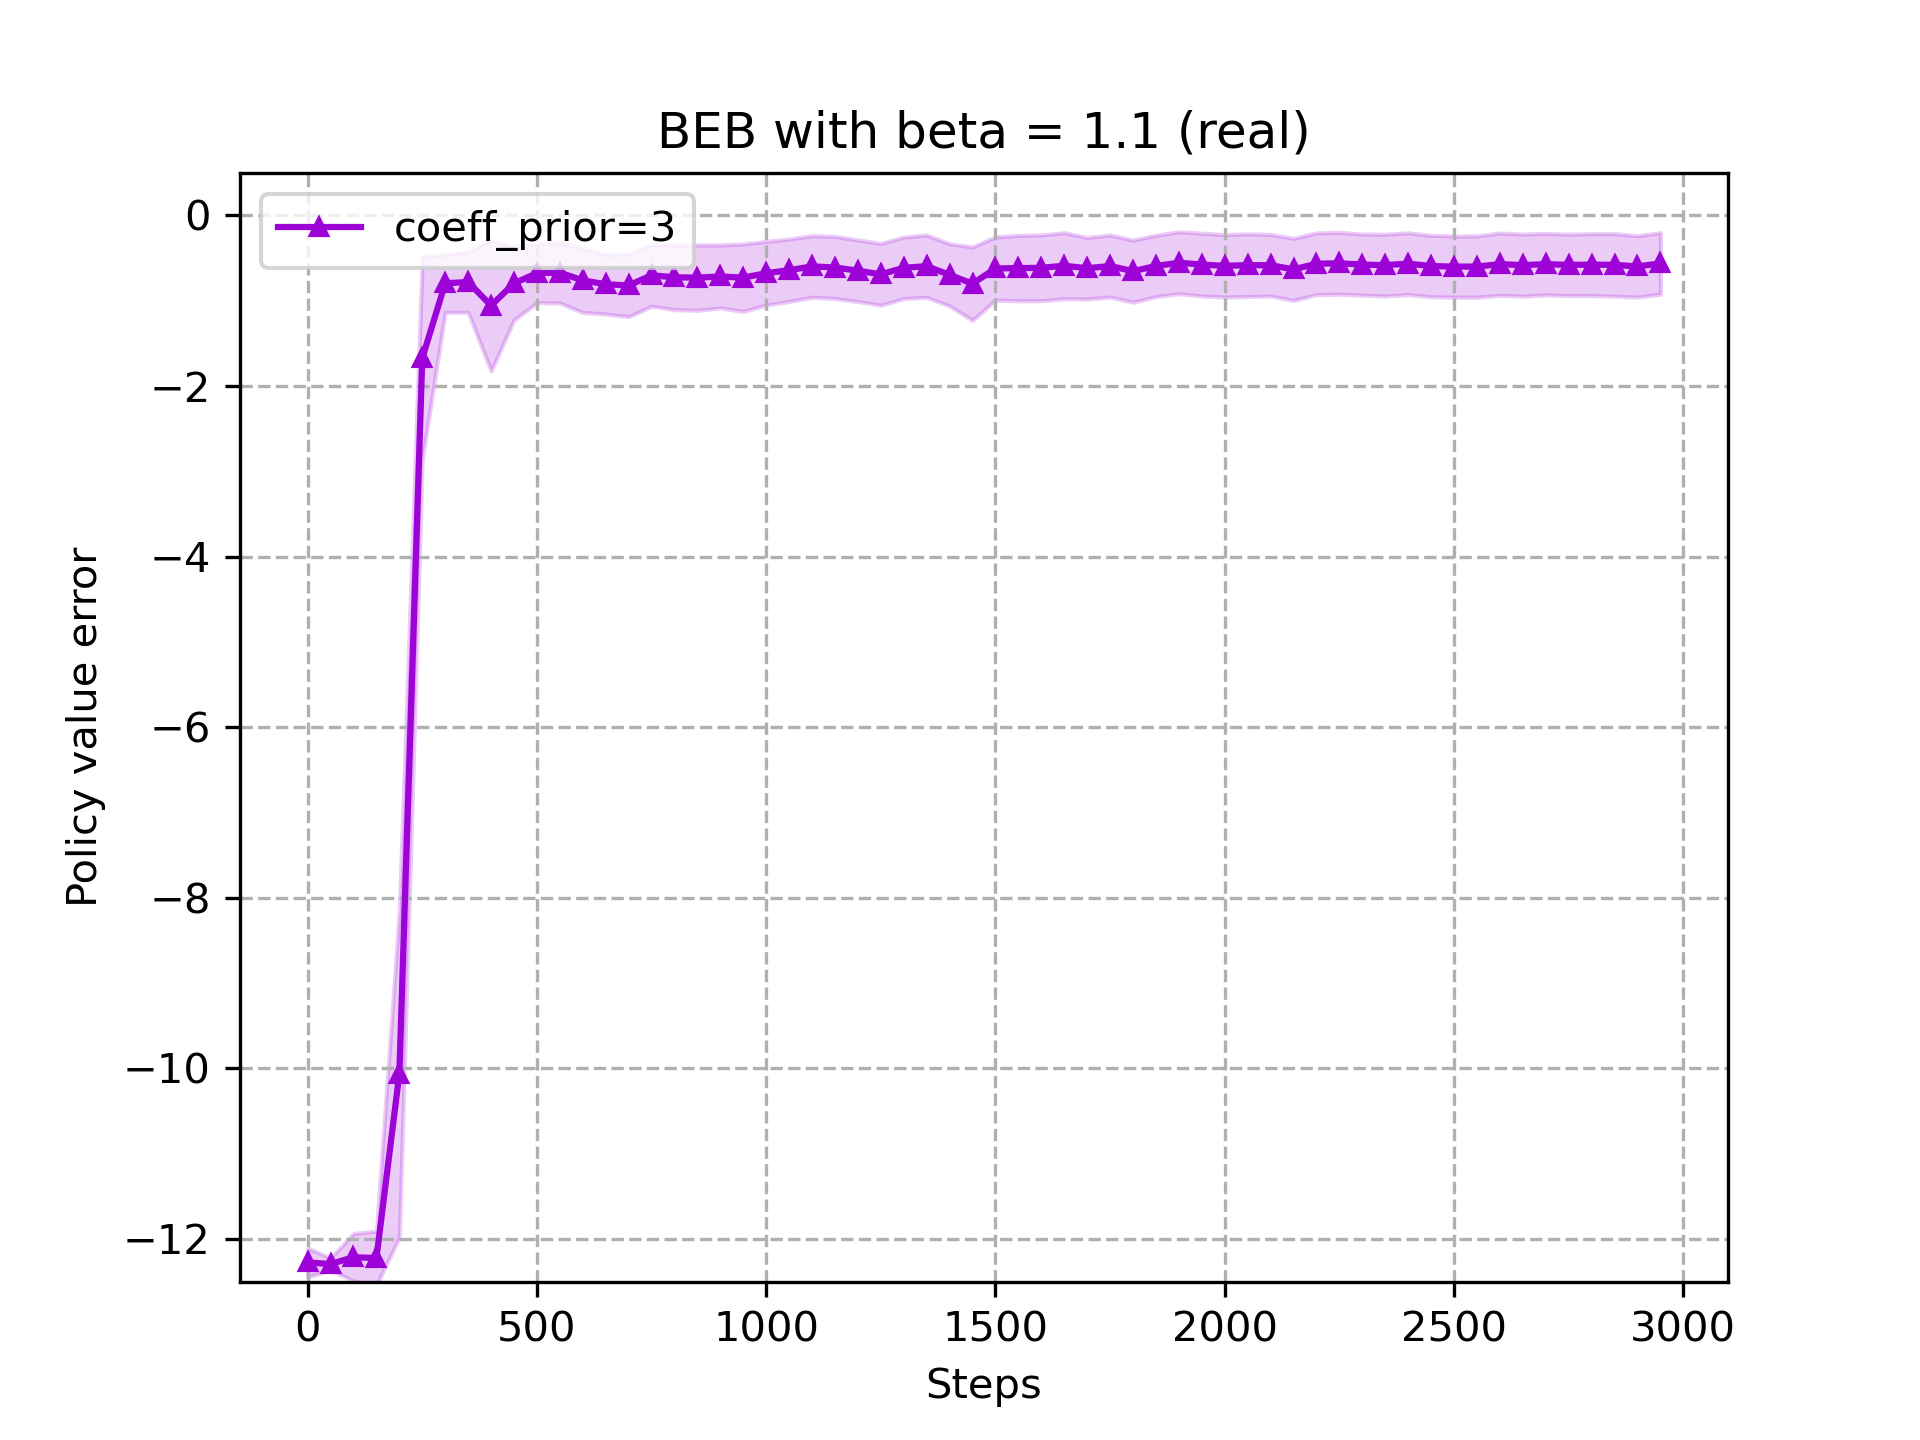 BEB with beta = 1.1 (real)
coeff_prior=3
0
−2
−4
−6
−8
−10
−12
Policy value error
0 500 1000 1500 2000 2500 3000
Steps